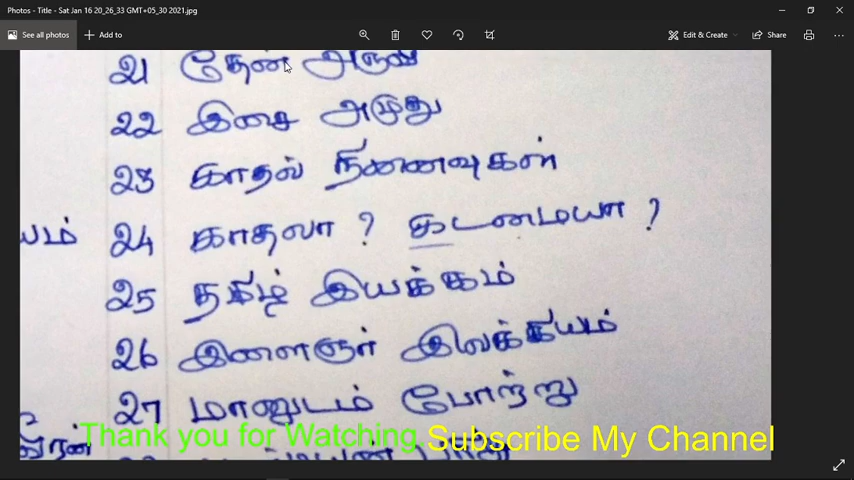 Photos - Title - Sat Jan 16 20_26_33 GMT+05_30 2021.jpg
See all photos
Add to
Edit & Create
Share
21 தேன் அருவி
22 இசை அமுது
23 காதல் நினைவுகள்
யம் 24 காதலா? கடமையா?
25 தமிழ் இயக்கம்
26 இளைஞர் இலக்கியம்
27 மானுடம் போற்று
Thank you for Watching. Subscribe My Channel